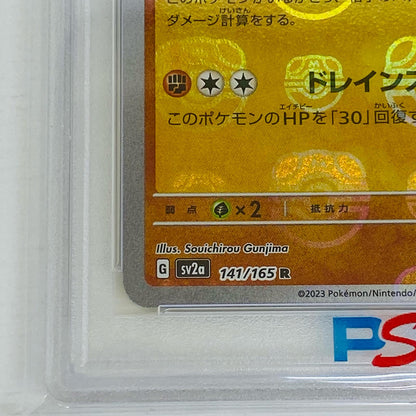 ダメージ計算をする。
ドレイン
このポケモンのHPを「30」回復す
弱点 ×2 抵抗力
Illus. Souichirou Gunjima
G sv2a 141/165 R
©2023 Pokémon/Nintendo/
PS